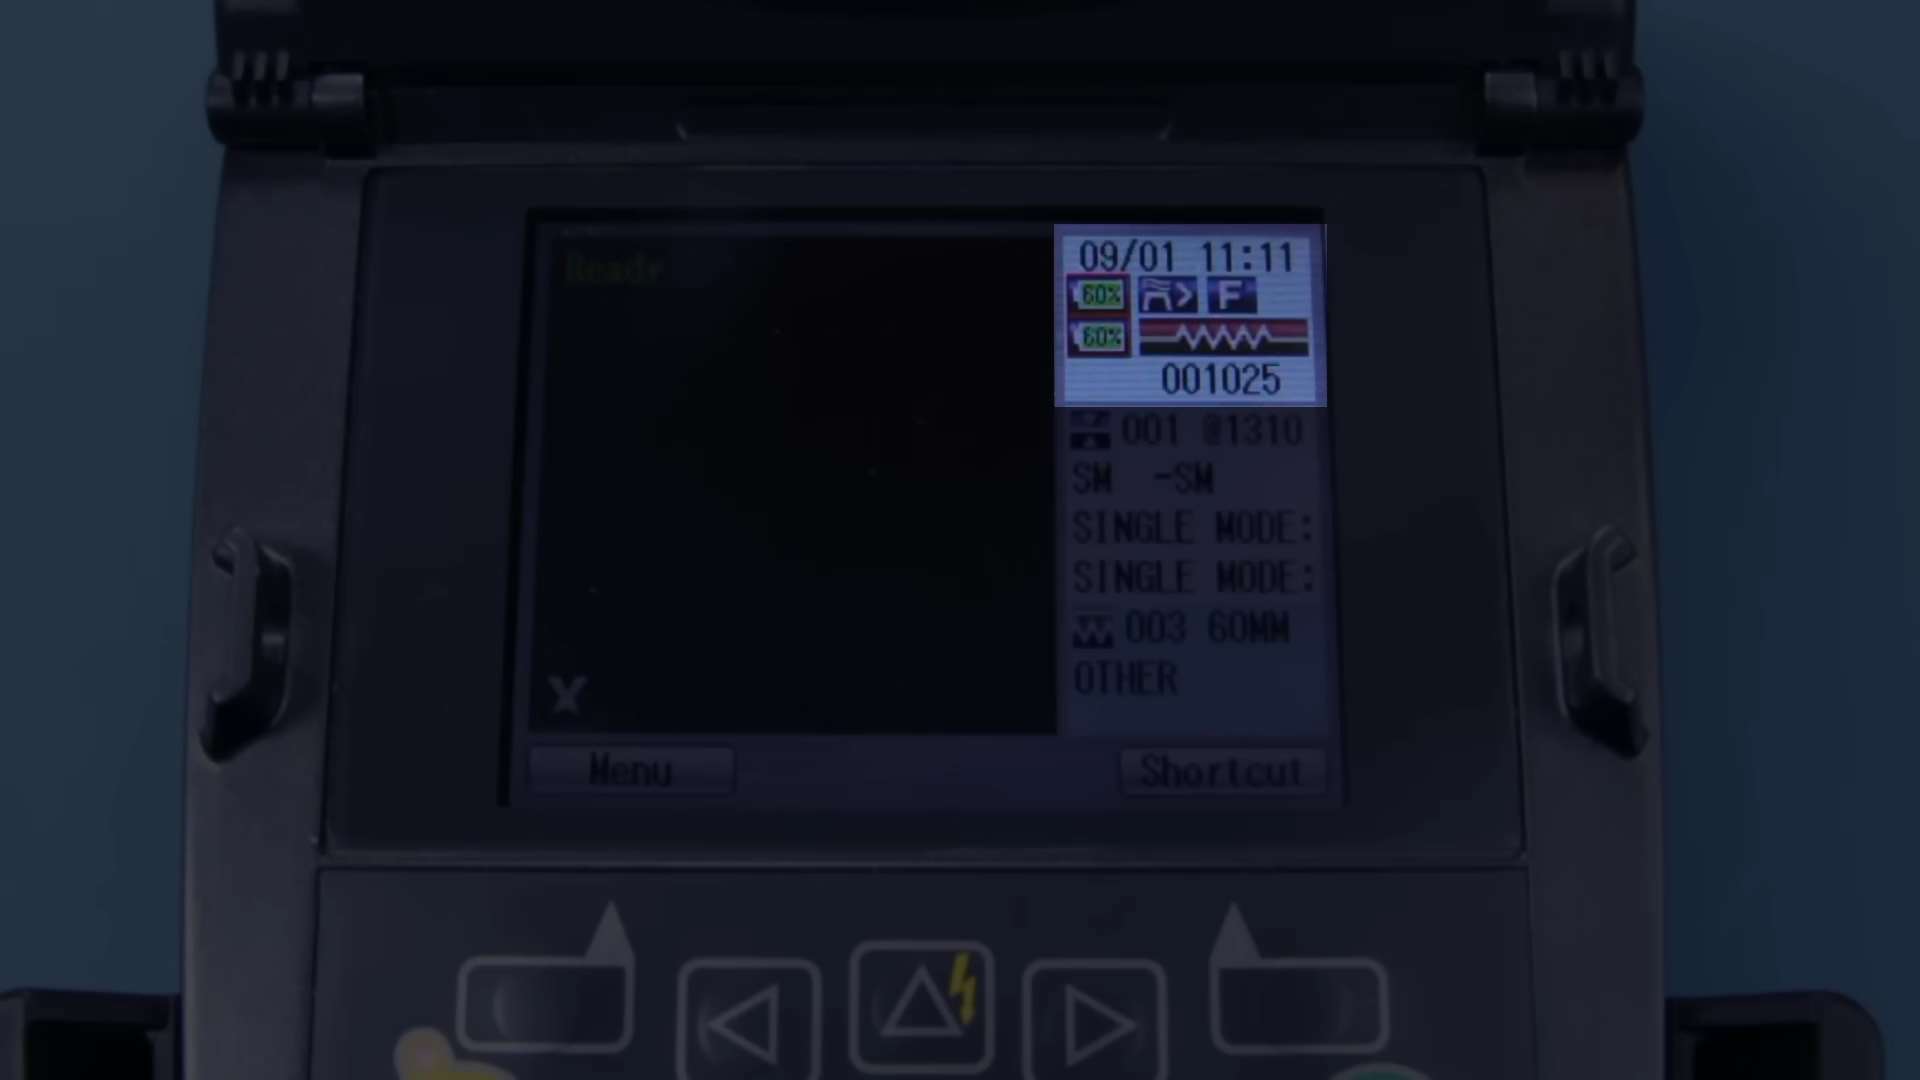 Ready
09/01 11:11
60% F
60%
001025
001 @1310
SM -SM
SINGLE MODE:
SINGLE MODE:
003 60MM
OTHER
X
Menu Shortcut